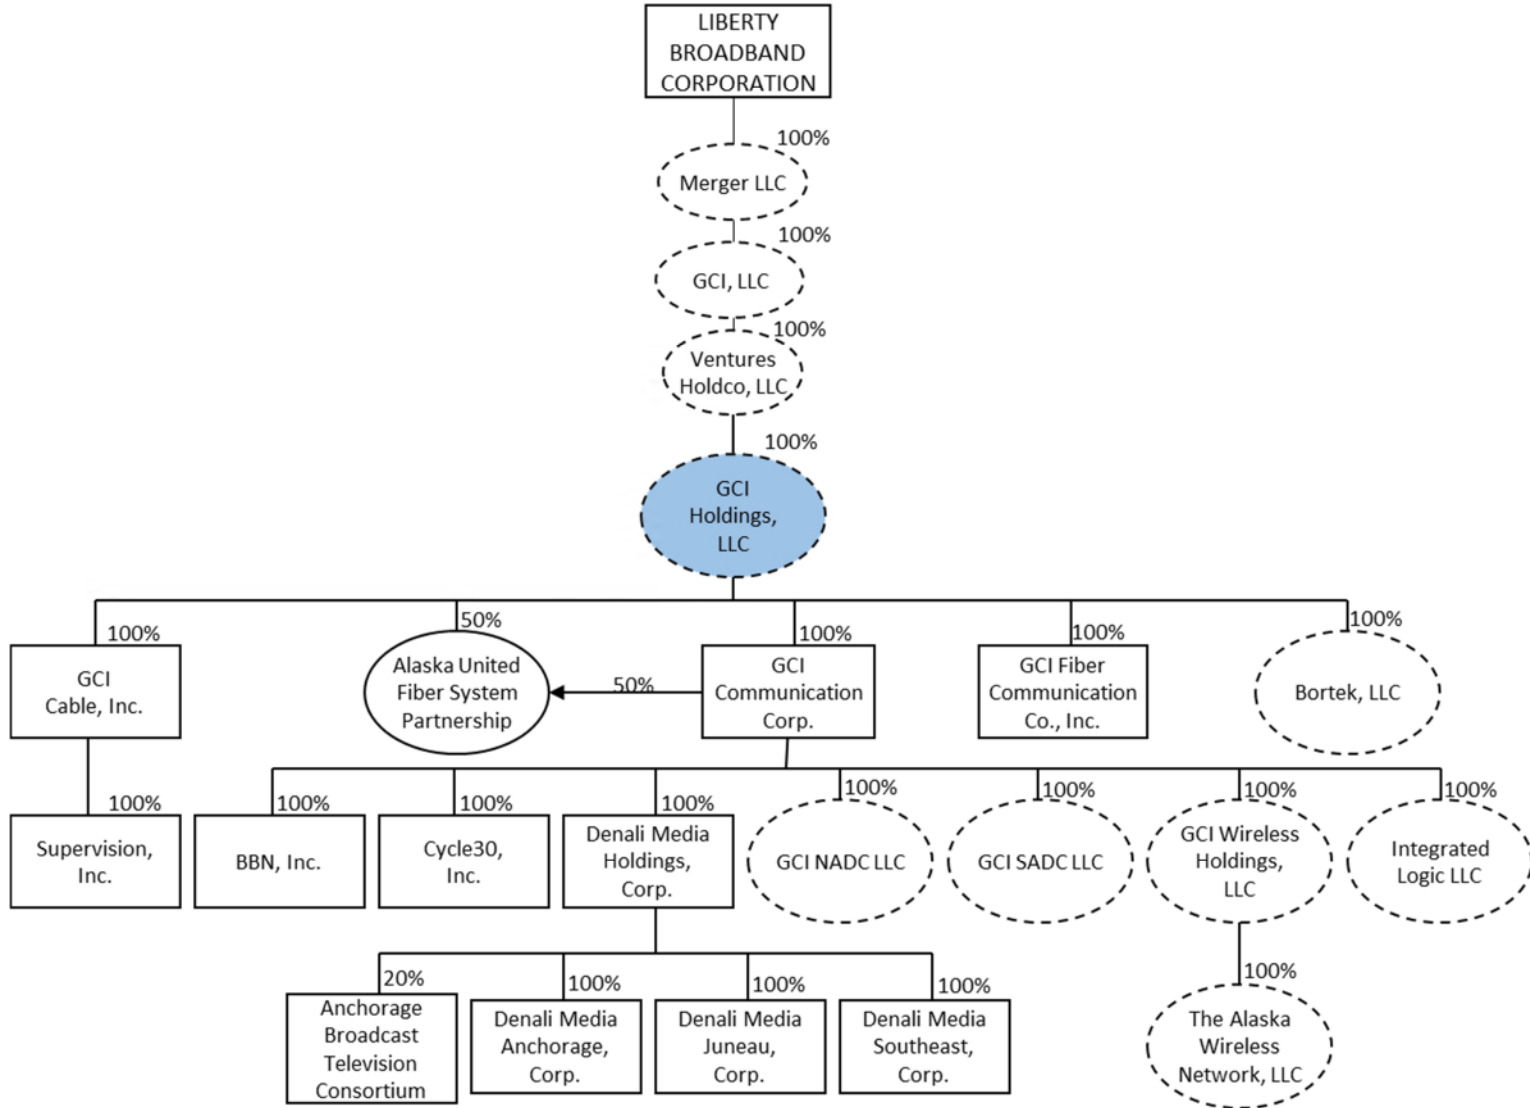 LIBERTY
BROADBAND
CORPORATION
100%
Merger LLC
100%
GCI, LLC
100%
Ventures
Holdco, LLC
100%
GCI
Holdings,
LLC
100%
GCI
Cable, Inc.
50%
Alaska United
Fiber System
Partnership
50%
100%
GCI
Communication
Corp.
100%
GCI Fiber
Communication
Co., Inc.
100%
Bortek, LLC
100%
Supervision,
Inc.
100%
BBN, Inc.
100%
Cycle30,
Inc.
100%
Denali Media
Holdings,
Corp.
100%
GCI NADC LLC
100%
GCI SADC LLC
100%
GCI Wireless
Holdings,
LLC
100%
Integrated
Logic LLC
20%
Anchorage
Broadcast
Television
Consortium
100%
Denali Media
Anchorage,
Corp.
100%
Denali Media
Juneau,
Corp.
100%
Denali Media
Southeast,
Corp.
100%
The Alaska
Wireless
Network, LLC